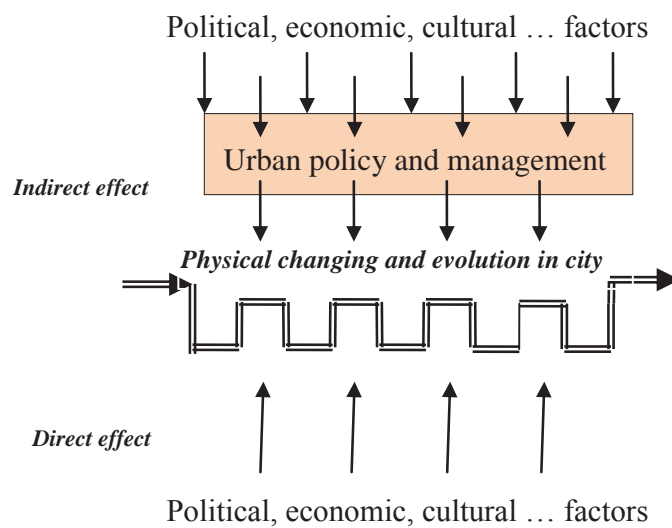 Political, economic, cultural … factors
Urban policy and management
Indirect effect
Physical changing and evolution in city
Direct effect
Political, economic, cultural … factors